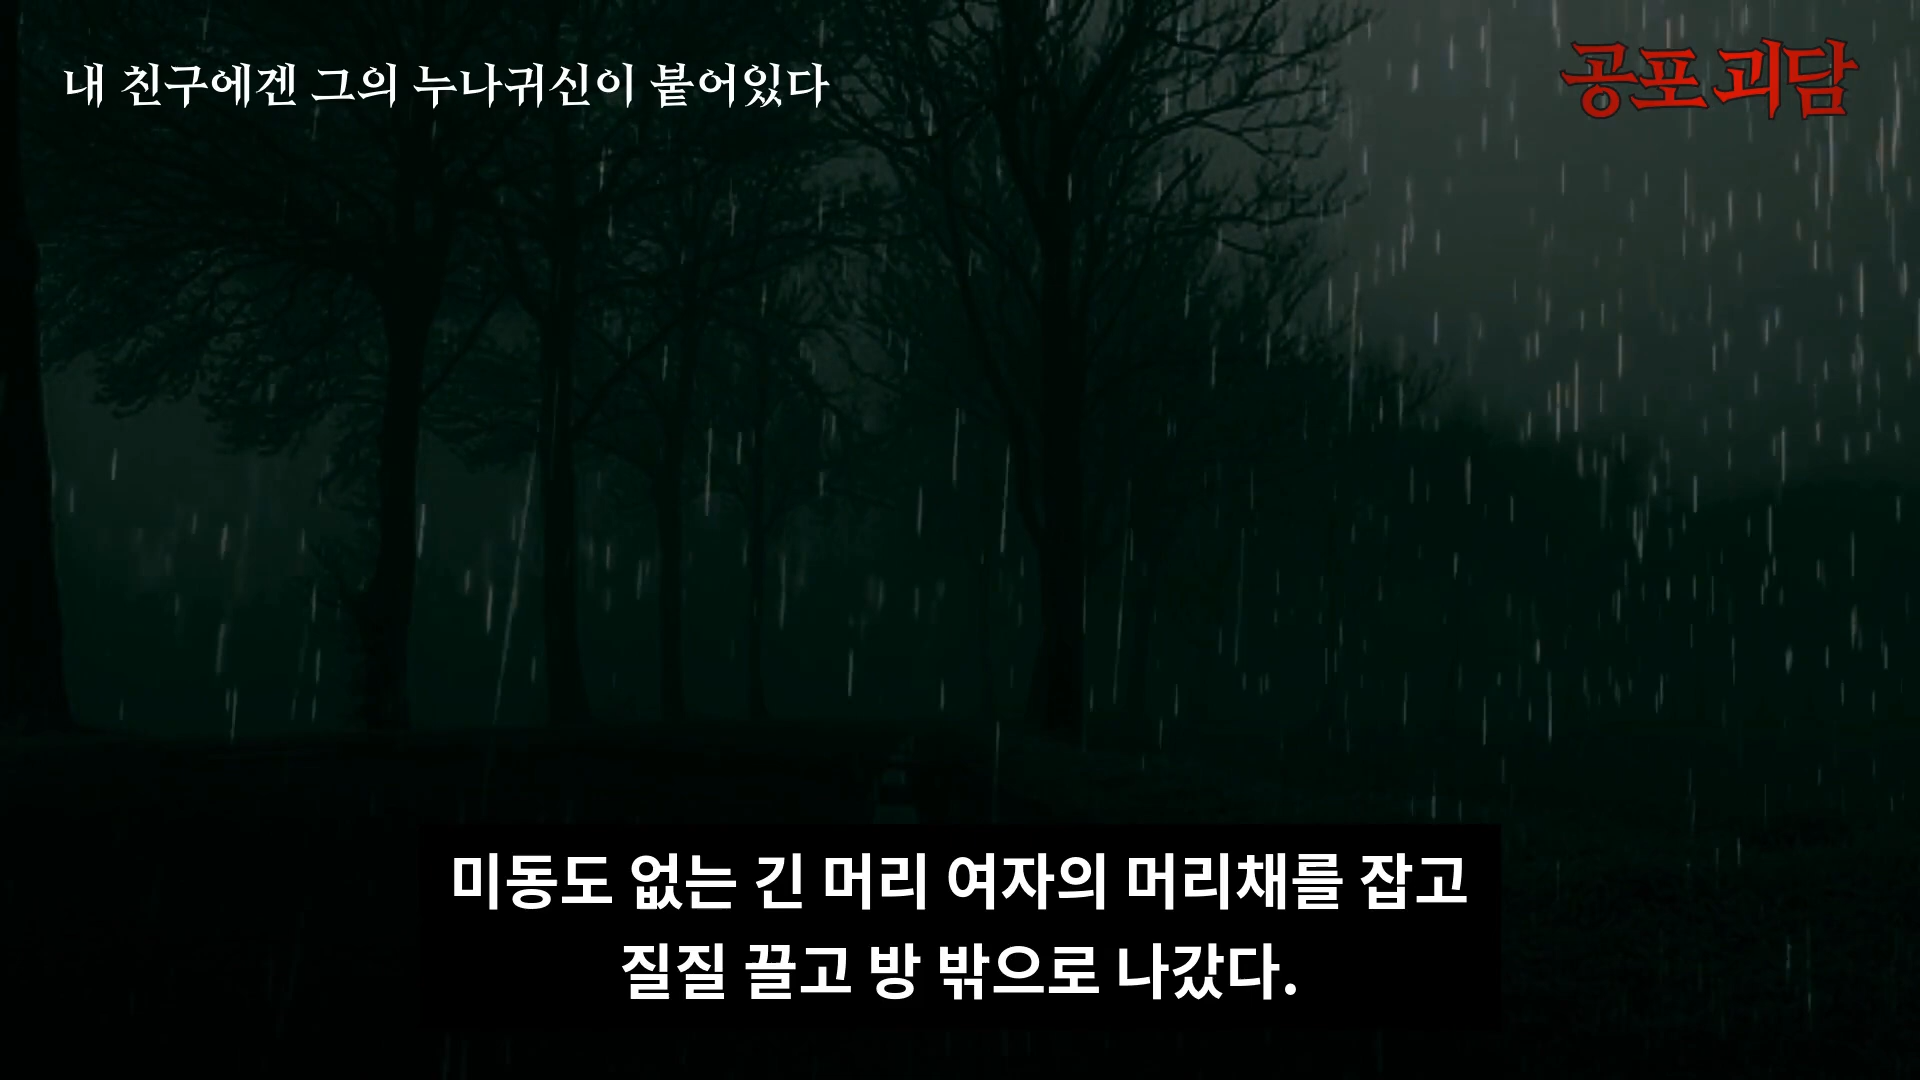 내 친구에겐 그의 누나귀신이 붙어있다
공포괴담
미동도 없는 긴 머리 여자의 머리채를 잡고
질질 끌고 방 밖으로 나갔다.